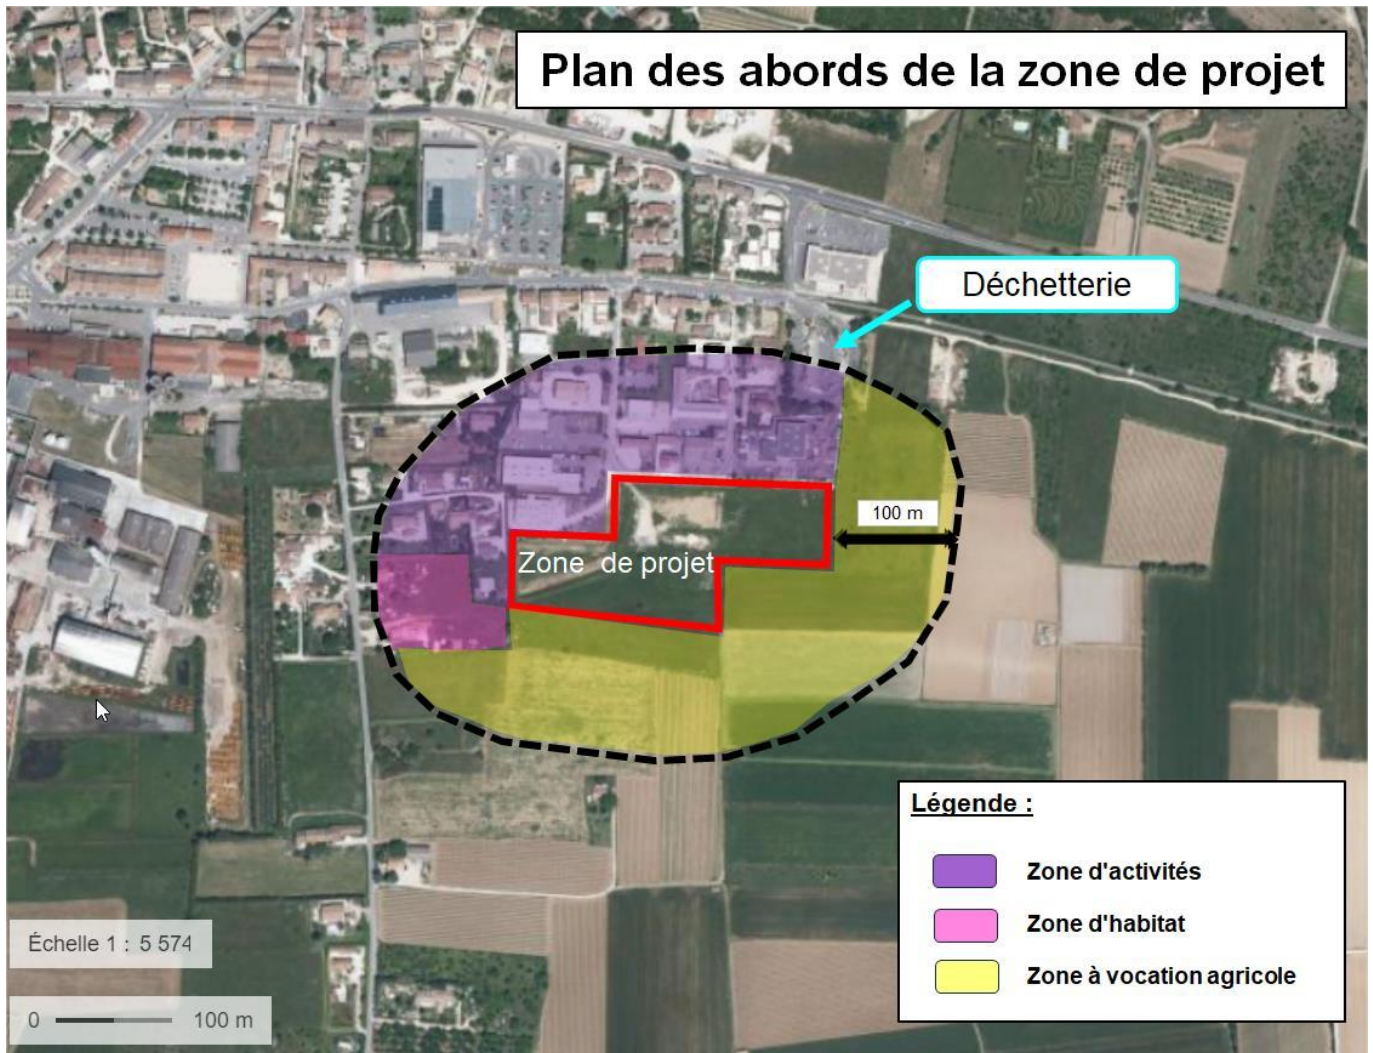 Plan des abords de la zone de projet
Déchetterie
100 m
Zone de projet
Légende :
Zone d'activités
Zone d'habitat
Zone à vocation agricole
Échelle 1 : 5 574
0 100 m